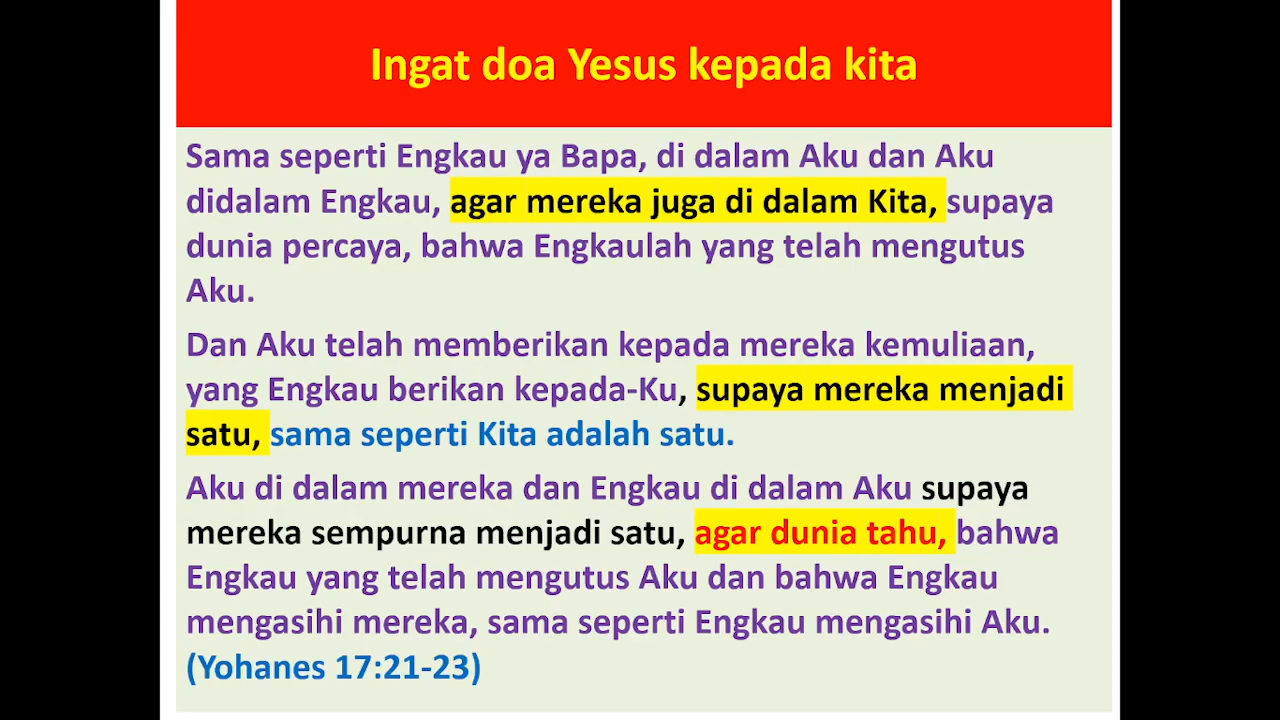 Ingat doa Yesus kepada kita
Sama seperti Engkau ya Bapa, di dalam Aku dan Aku
didalam Engkau, agar mereka juga di dalam Kita, supaya
dunia percaya, bahwa Engkaulah yang telah mengutus
Aku.
Dan Aku telah memberikan kepada mereka kemuliaan,
yang Engkau berikan kepada-Ku, supaya mereka menjadi
satu, sama seperti Kita adalah satu.
Aku di dalam mereka dan Engkau di dalam Aku supaya
mereka sempurna menjadi satu, agar dunia tahu, bahwa
Engkau yang telah mengutus Aku dan bahwa Engkau
mengasihi mereka, sama seperti Engkau mengasihi Aku.
(Yohanes 17:21-23)